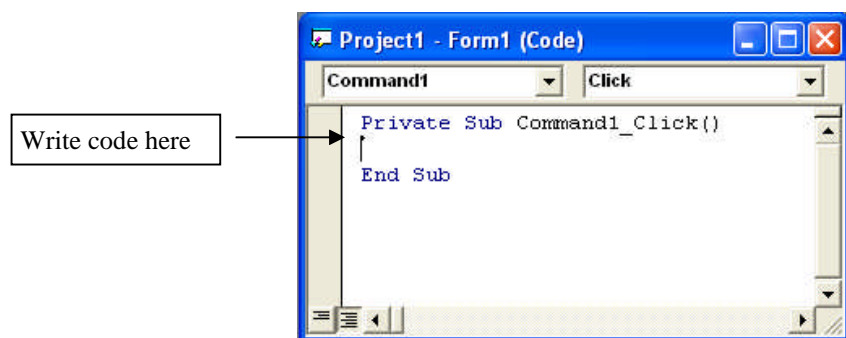 Project1 - Form1 (Code)
Command1 Click
Write code here
Private Sub Command1_Click()
End Sub